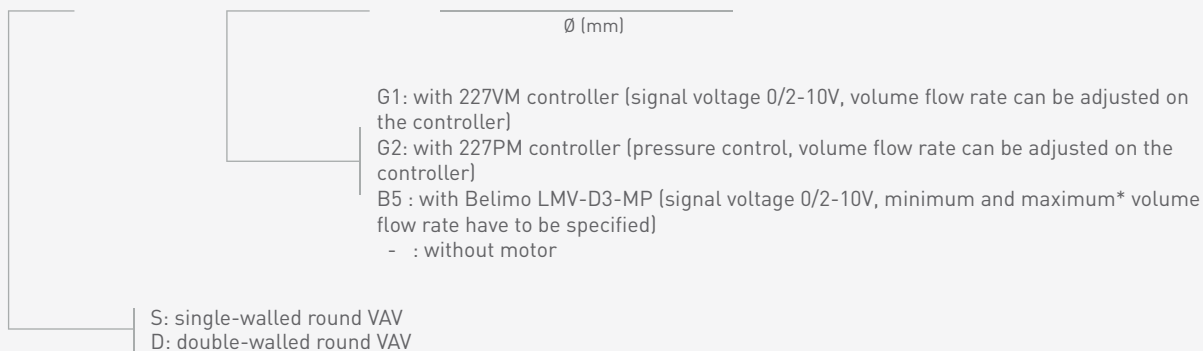 Ø (mm)
G1: with 227VM controller (signal voltage 0/2-10V, volume flow rate can be adjusted on
the controller)
G2: with 227PM controller (pressure control, volume flow rate can be adjusted on the
controller)
B5 : with Belimo LMV-D3-MP (signal voltage 0/2-10V, minimum and maximum* volume
flow rate have to be specified)
- : without motor
S: single-walled round VAV
D: double-walled round VAV